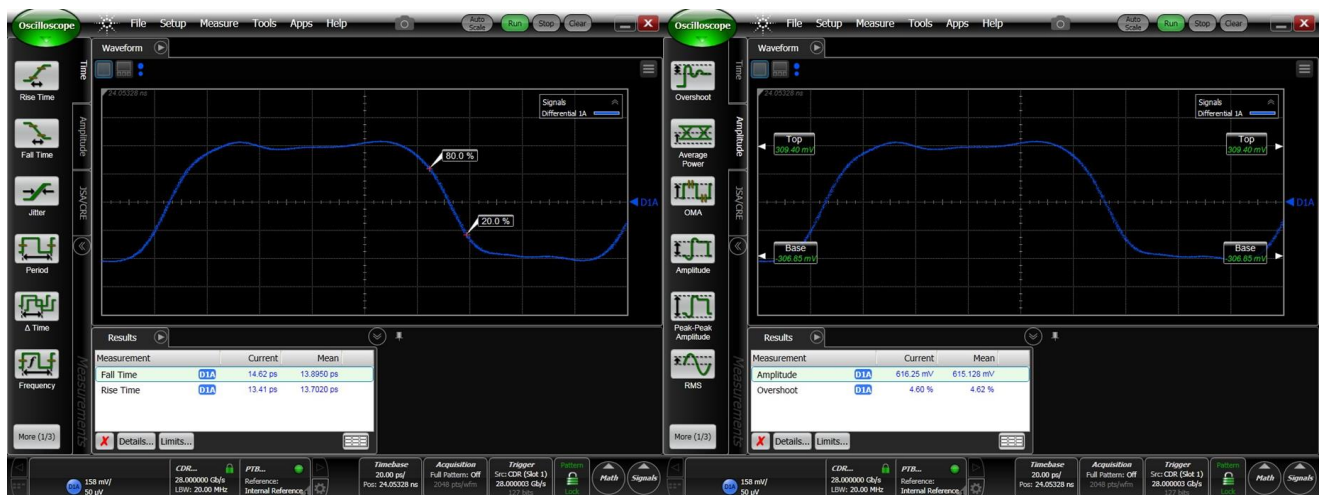 Oscilloscope File Setup Measure Tools Apps Help Auto Scale Run Stop Clear
Waveform
Time
Amplitude
JSA/CRE
Measurements
Rise Time
Fall Time
Jitter
Period
Δ Time
Frequency
More (1/3)
24.05328 ns
Signals
Differential 1A
80.0 %
20.0 %
D1A
Results
Measurement Current Mean
Fall Time D1A 14.62 ps 13.8950 ps
Rise Time D1A 13.41 ps 13.7020 ps
Details... Limits...
D1A 158 mV/
50 µV
CDR...
28.000000 Gb/s
LBW: 20.00 MHz
PTB...
Reference:
Internal Reference
Timebase
20.00 ps/
Pos: 24.05328 ns
Acquisition
Full Pattern: Off
2048 pts/wfm
Trigger
Src: CDR (Slot 1)
28.000003 Gb/s
127 bits
Pattern
Lock
Math
Signals
Oscilloscope File Setup Measure Tools Apps Help Auto Scale Run Stop Clear
Waveform
Time
Amplitude
JSA/CRE
Measurements
Overshoot
Average
Power
OMA
Amplitude
Peak-Peak
Amplitude
RMS
More (1/3)
24.05328 ns
Signals
Differential 1A
Top
309.40 mV
Top
309.40 mV
D1A
Base
-306.85 mV
Base
-306.85 mV
Results
Measurement Current Mean
Amplitude D1A 616.25 mV 615.128 mV
Overshoot D1A 4.60 % 4.62 %
Details... Limits...
D1A 158 mV/
50 µV
CDR...
28.000000 Gb/s
LBW: 20.00 MHz
PTB...
Reference:
Internal Reference
Timebase
20.00 ps/
Pos: 24.05328 ns
Acquisition
Full Pattern: Off
2048 pts/wfm
Trigger
Src: CDR (Slot 1)
28.000003 Gb/s
127 bits
Pattern
Lock
Math
Signals